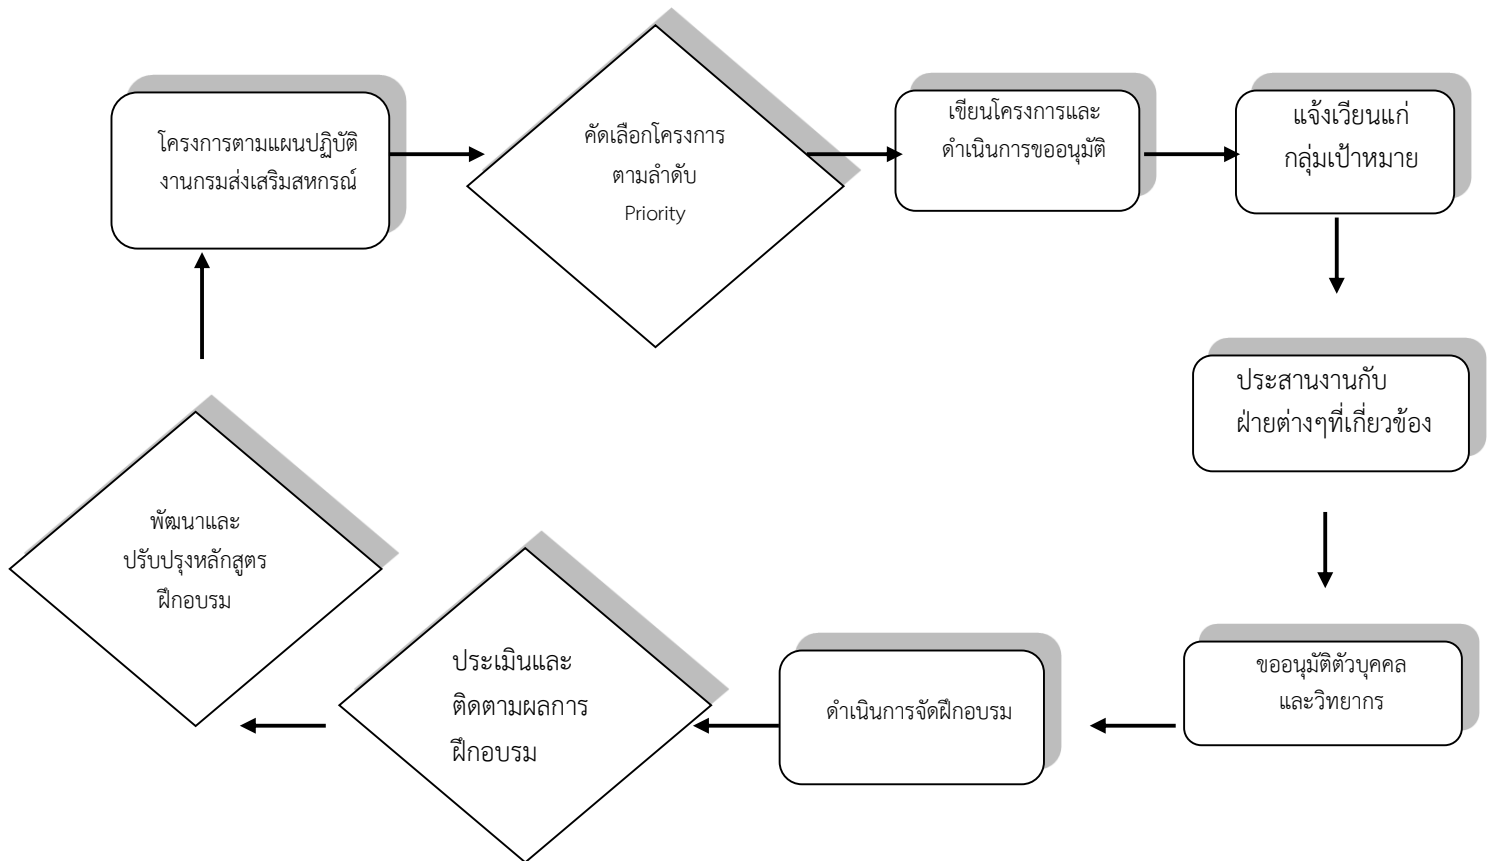 โครงการตามแผนปฏิบัติ
งานกรมส่งเสริมสหกรณ์
คัดเลือกโครงการ
ตามลำดับ
Priority
เขียนโครงการและ
ดำเนินการขออนุมัติ
แจ้งเวียนแก่
กลุ่มเป้าหมาย
ประสานงานกับ
ฝ่ายต่างๆที่เกี่ยวข้อง
ขออนุมัติตัวบุคคล
และวิทยากร
ดำเนินการจัดฝึกอบรม
ประเมินและ
ติดตามผลการ
ฝึกอบรม
พัฒนาและ
ปรับปรุงหลักสูตร
ฝึกอบรม